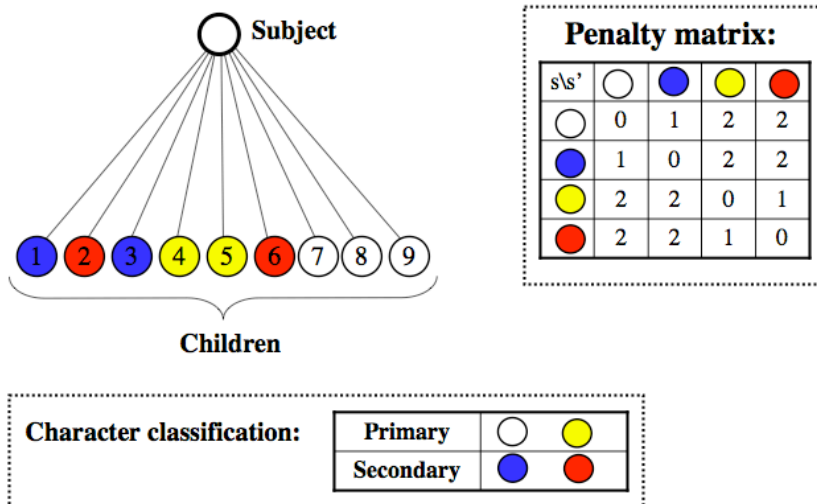 Subject
Penalty matrix:
s\s’
0 1 2 2
1 0 2 2
2 2 0 1
2 2 1 0
1 2 3 4 5 6 7 8 9
Children
Character classification:
Primary
Secondary